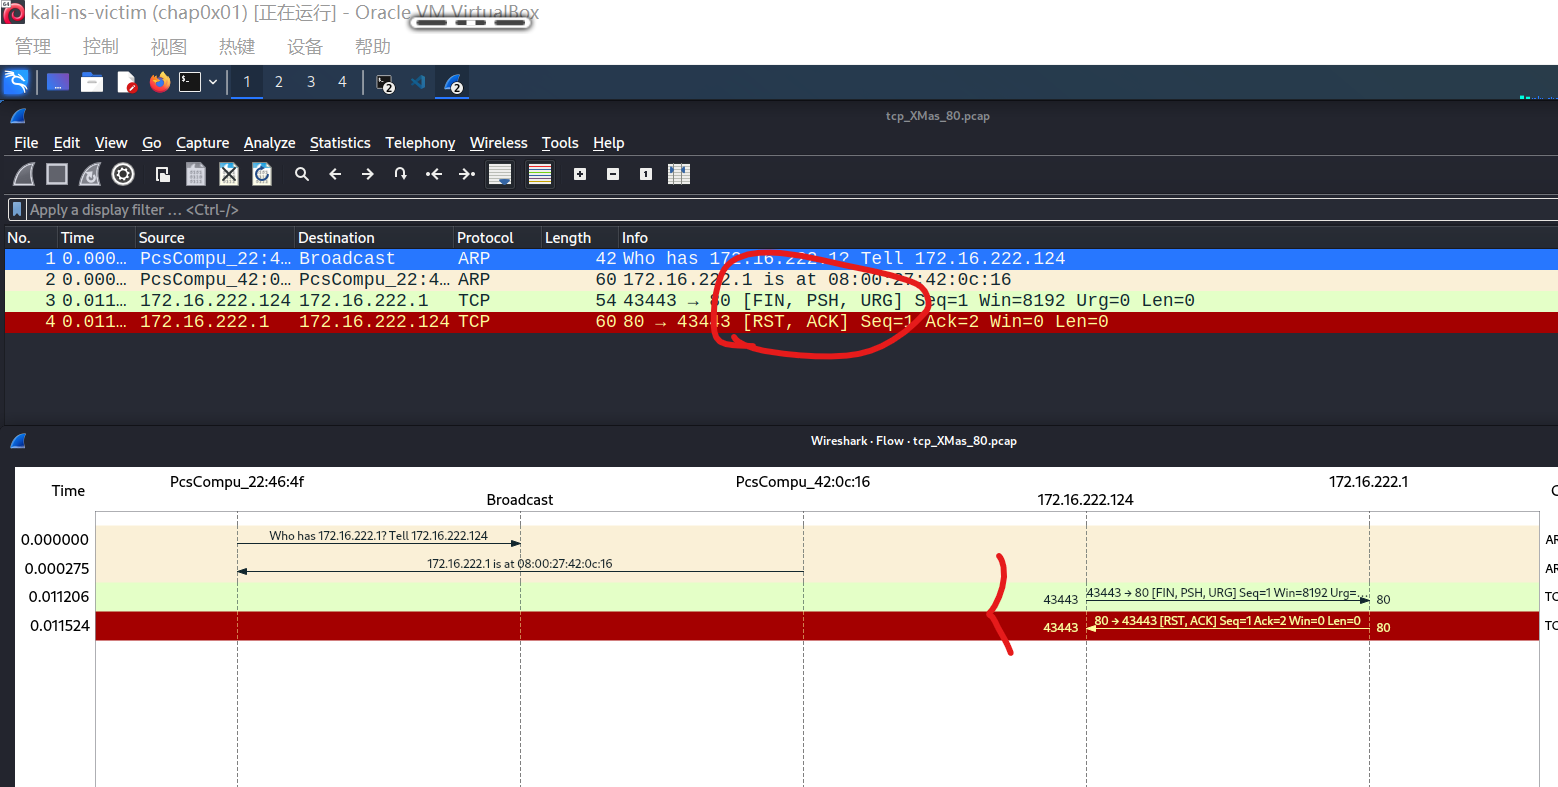 kali-ns-victim (chap0x01) [正在运行] - Oracle VM VirtualBox
管理 控制 视图 热键 设备 帮助
1 2 3 4 2 2
tcp_XMas_80.pcap
File Edit View Go Capture Analyze Statistics Telephony Wireless Tools Help
Apply a display filter … <Ctrl-/>
No. Time Source Destination Protocol Length Info
1 0.000… PcsCompu_22:4… Broadcast ARP 42 Who has 172.16.222.1? Tell 172.16.222.124
2 0.000… PcsCompu_42:0… PcsCompu_22:4… ARP 60 172.16.222.1 is at 08:00:27:42:0c:16
3 0.011… 172.16.222.124 172.16.222.1 TCP 54 43443 → 80 [FIN, PSH, URG] Seq=1 Win=8192 Urg=0 Len=0
4 0.011… 172.16.222.1 172.16.222.124 TCP 60 80 → 43443 [RST, ACK] Seq=1 Ack=2 Win=0 Len=0
Wireshark · Flow · tcp_XMas_80.pcap
Time PcsCompu_22:46:4f Broadcast PcsCompu_42:0c:16 172.16.222.124 172.16.222.1 C
0.000000 Who has 172.16.222.1? Tell 172.16.222.124 AR
0.000275 172.16.222.1 is at 08:00:27:42:0c:16 AR
0.011206 43443 43443 → 80 [FIN, PSH, URG] Seq=1 Win=8192 Urg=… 80 TC
0.011524 43443 80 → 43443 [RST, ACK] Seq=1 Ack=2 Win=0 Len=0 80 TC